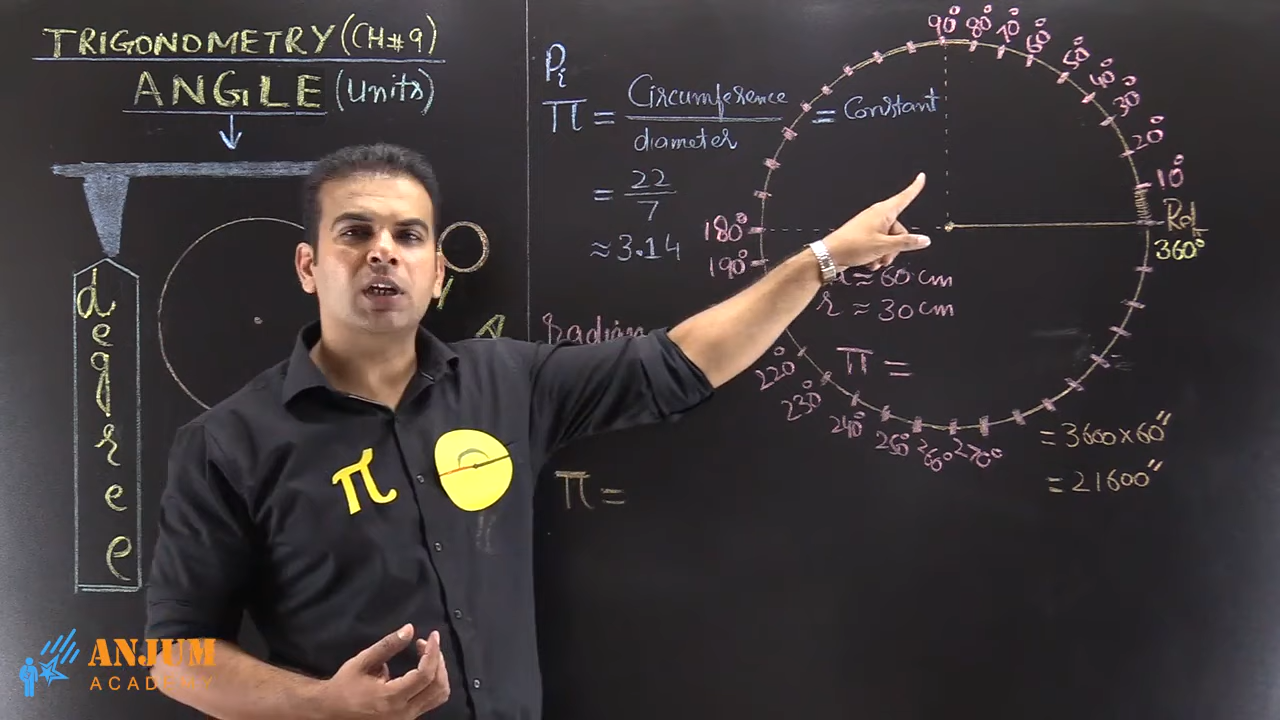 TRIGONOMETRY (CH#9)
ANGLE (Units)
degree
Pi
π = Circumference / diameter = Constant
= 22/7
≈ 3.14
radian
π =
90° 80° 70° 60° 50° 40° 30° 20° 10°
Ref
360°
180°
190°
≈ 60 cm
r ≈ 30 cm
π =
220°
230°
240°
250°
260°
270°
= 3600×60″
= 21600″
π
ANJUM
ACADEMY